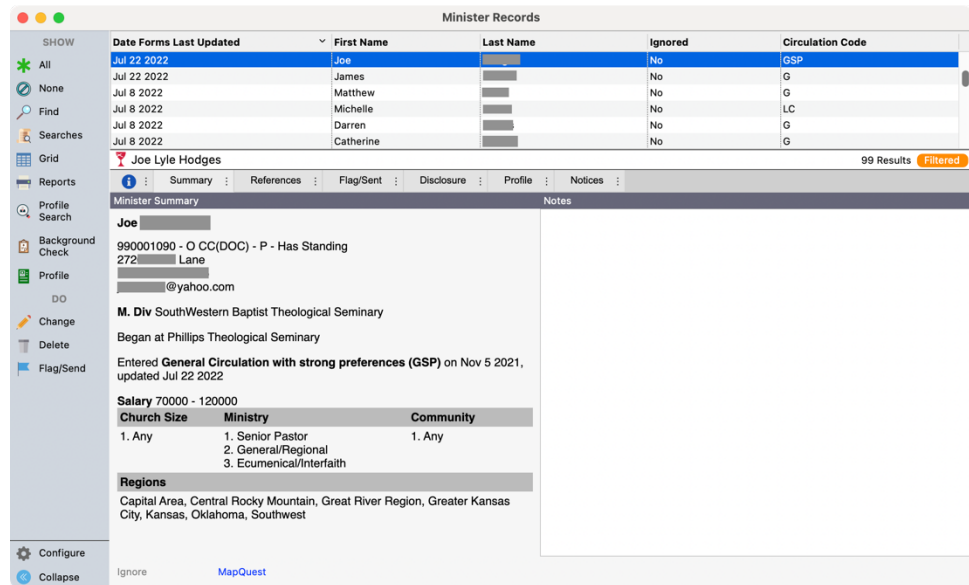 Minister Records
SHOW
All
None
Find
Searches
Grid
Reports
Profile
Search
Background
Check
Profile
DO
Change
Delete
Flag/Send
Configure
Collapse
Date Forms Last Updated First Name Last Name Ignored Circulation Code
Jul 22 2022 Joe No GSP
Jul 22 2022 James No G
Jul 8 2022 Matthew No G
Jul 8 2022 Michelle No LC
Jul 8 2022 Darren No G
Jul 8 2022 Catherine No G
Joe Lyle Hodges 99 Results Filtered
Summary References Flag/Sent Disclosure Profile Notices
Minister Summary Notes
Joe
990001090 - O CC(DOC) - P - Has Standing
272 Lane
@yahoo.com
M. Div SouthWestern Baptist Theological Seminary
Began at Phillips Theological Seminary
Entered General Circulation with strong preferences (GSP) on Nov 5 2021,
updated Jul 22 2022
Salary 70000 - 120000
Church Size Ministry Community
1. Any 1. Senior Pastor 1. Any
2. General/Regional
3. Ecumenical/Interfaith
Regions
Capital Area, Central Rocky Mountain, Great River Region, Greater Kansas
City, Kansas, Oklahoma, Southwest
Ignore MapQuest